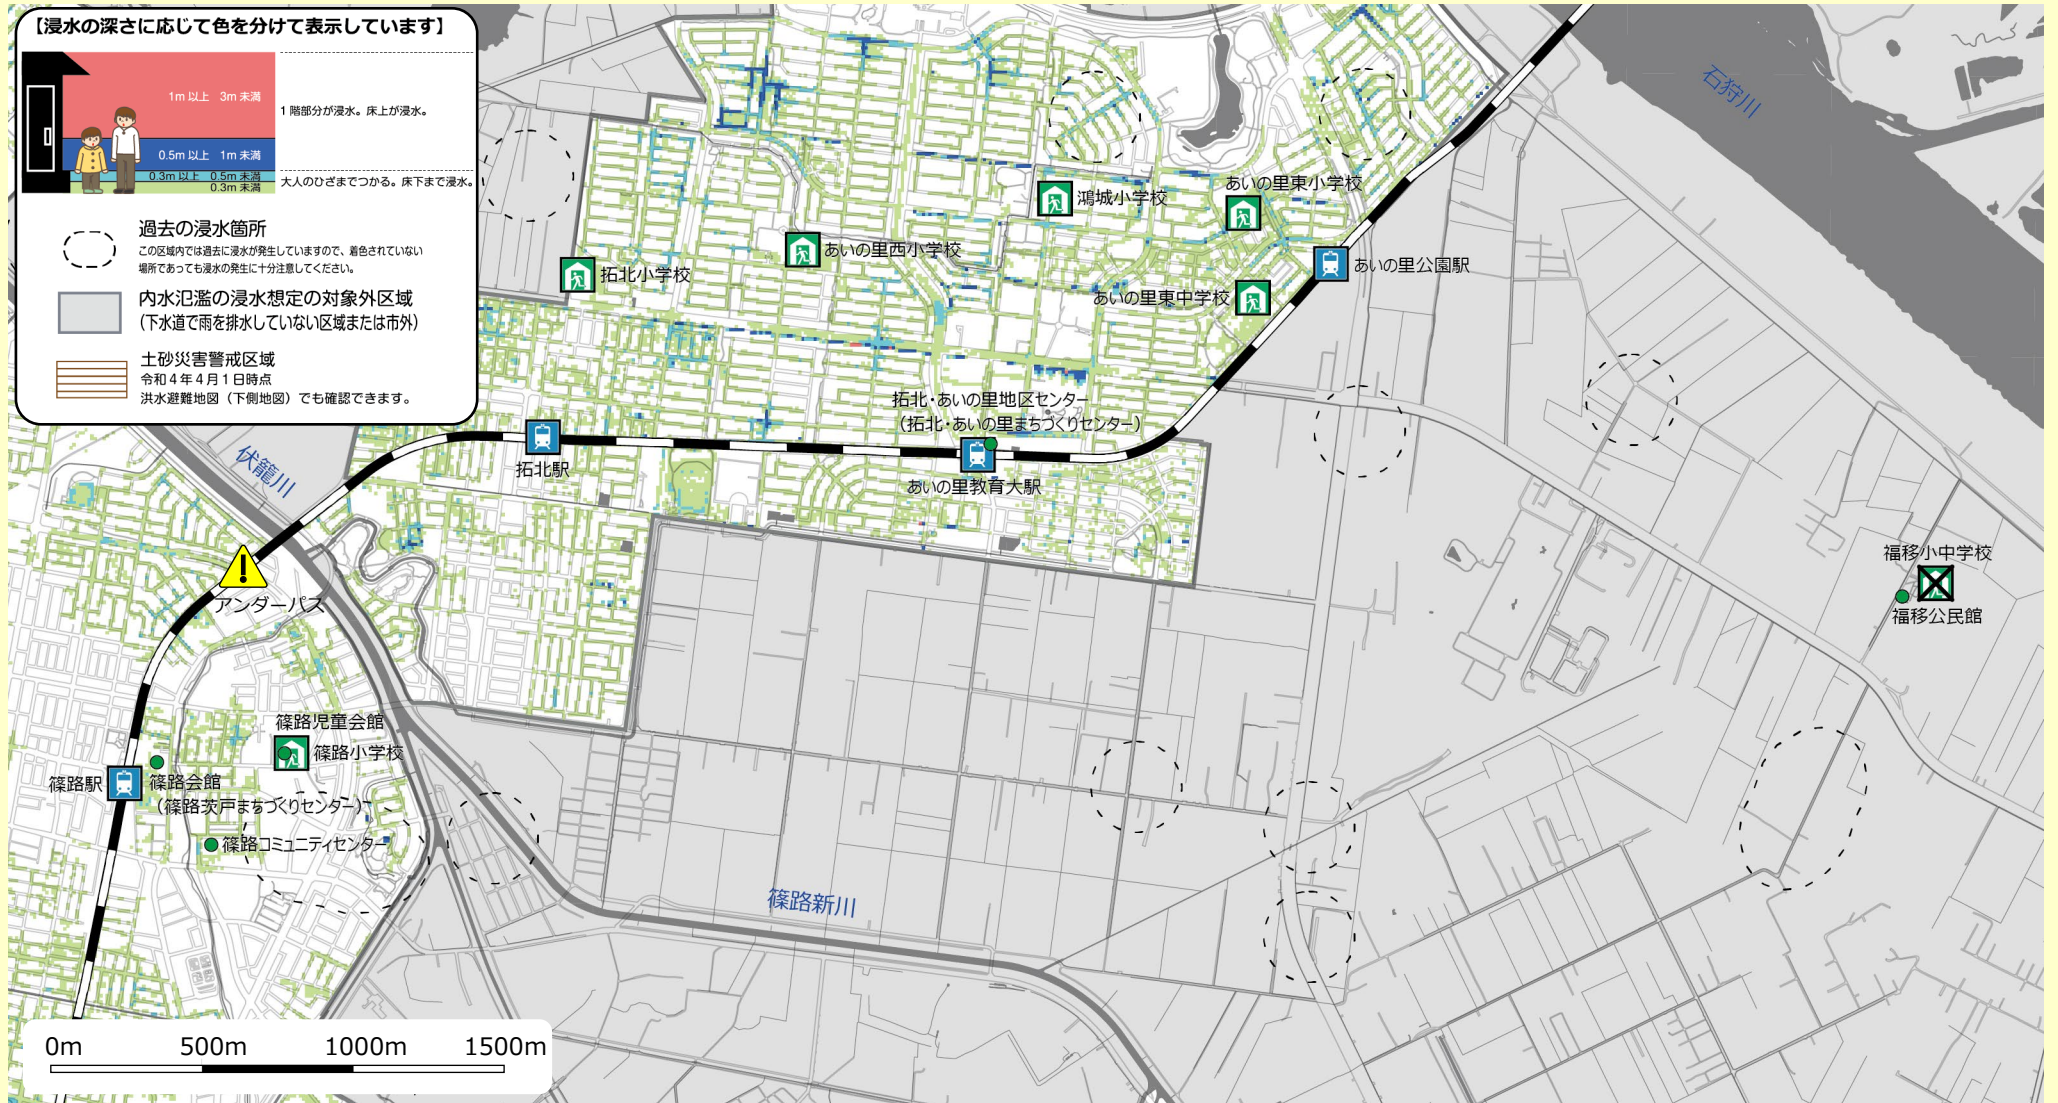 【浸水の深さに応じて色を分けて表示しています】
1m 以上 3m 未満
1 階部分が浸水。床上が浸水。
0.5m 以上 1m 未満
0.3m 以上 0.5m 未満
0.3m 未満
大人のひざまでつかる。床下まで浸水。
過去の浸水箇所
この区域内では過去に浸水が発生していますので、着色されていない
場所であっても浸水の発生に十分注意してください。
内水氾濫の浸水想定の対象外区域
(下水道で雨を排水していない区域または市外)
土砂災害警戒区域
令和4年4月1日時点
洪水避難地図(下側地図)でも確認できます。
石狩川
鴻城小学校
あいの里東小学校
あいの里西小学校
拓北小学校
あいの里公園駅
あいの里東中学校
拓北・あいの里地区センター
(拓北・あいの里まちづくりセンター)
拓北駅
あいの里教育大駅
伏籠川
アンダーパス
福移小中学校
福移公民館
篠路児童会館
篠路小学校
篠路駅
篠路会館
(篠路茨戸まちづくりセンター)
篠路コミュニティセンター
篠路新川
0m 500m 1000m 1500m